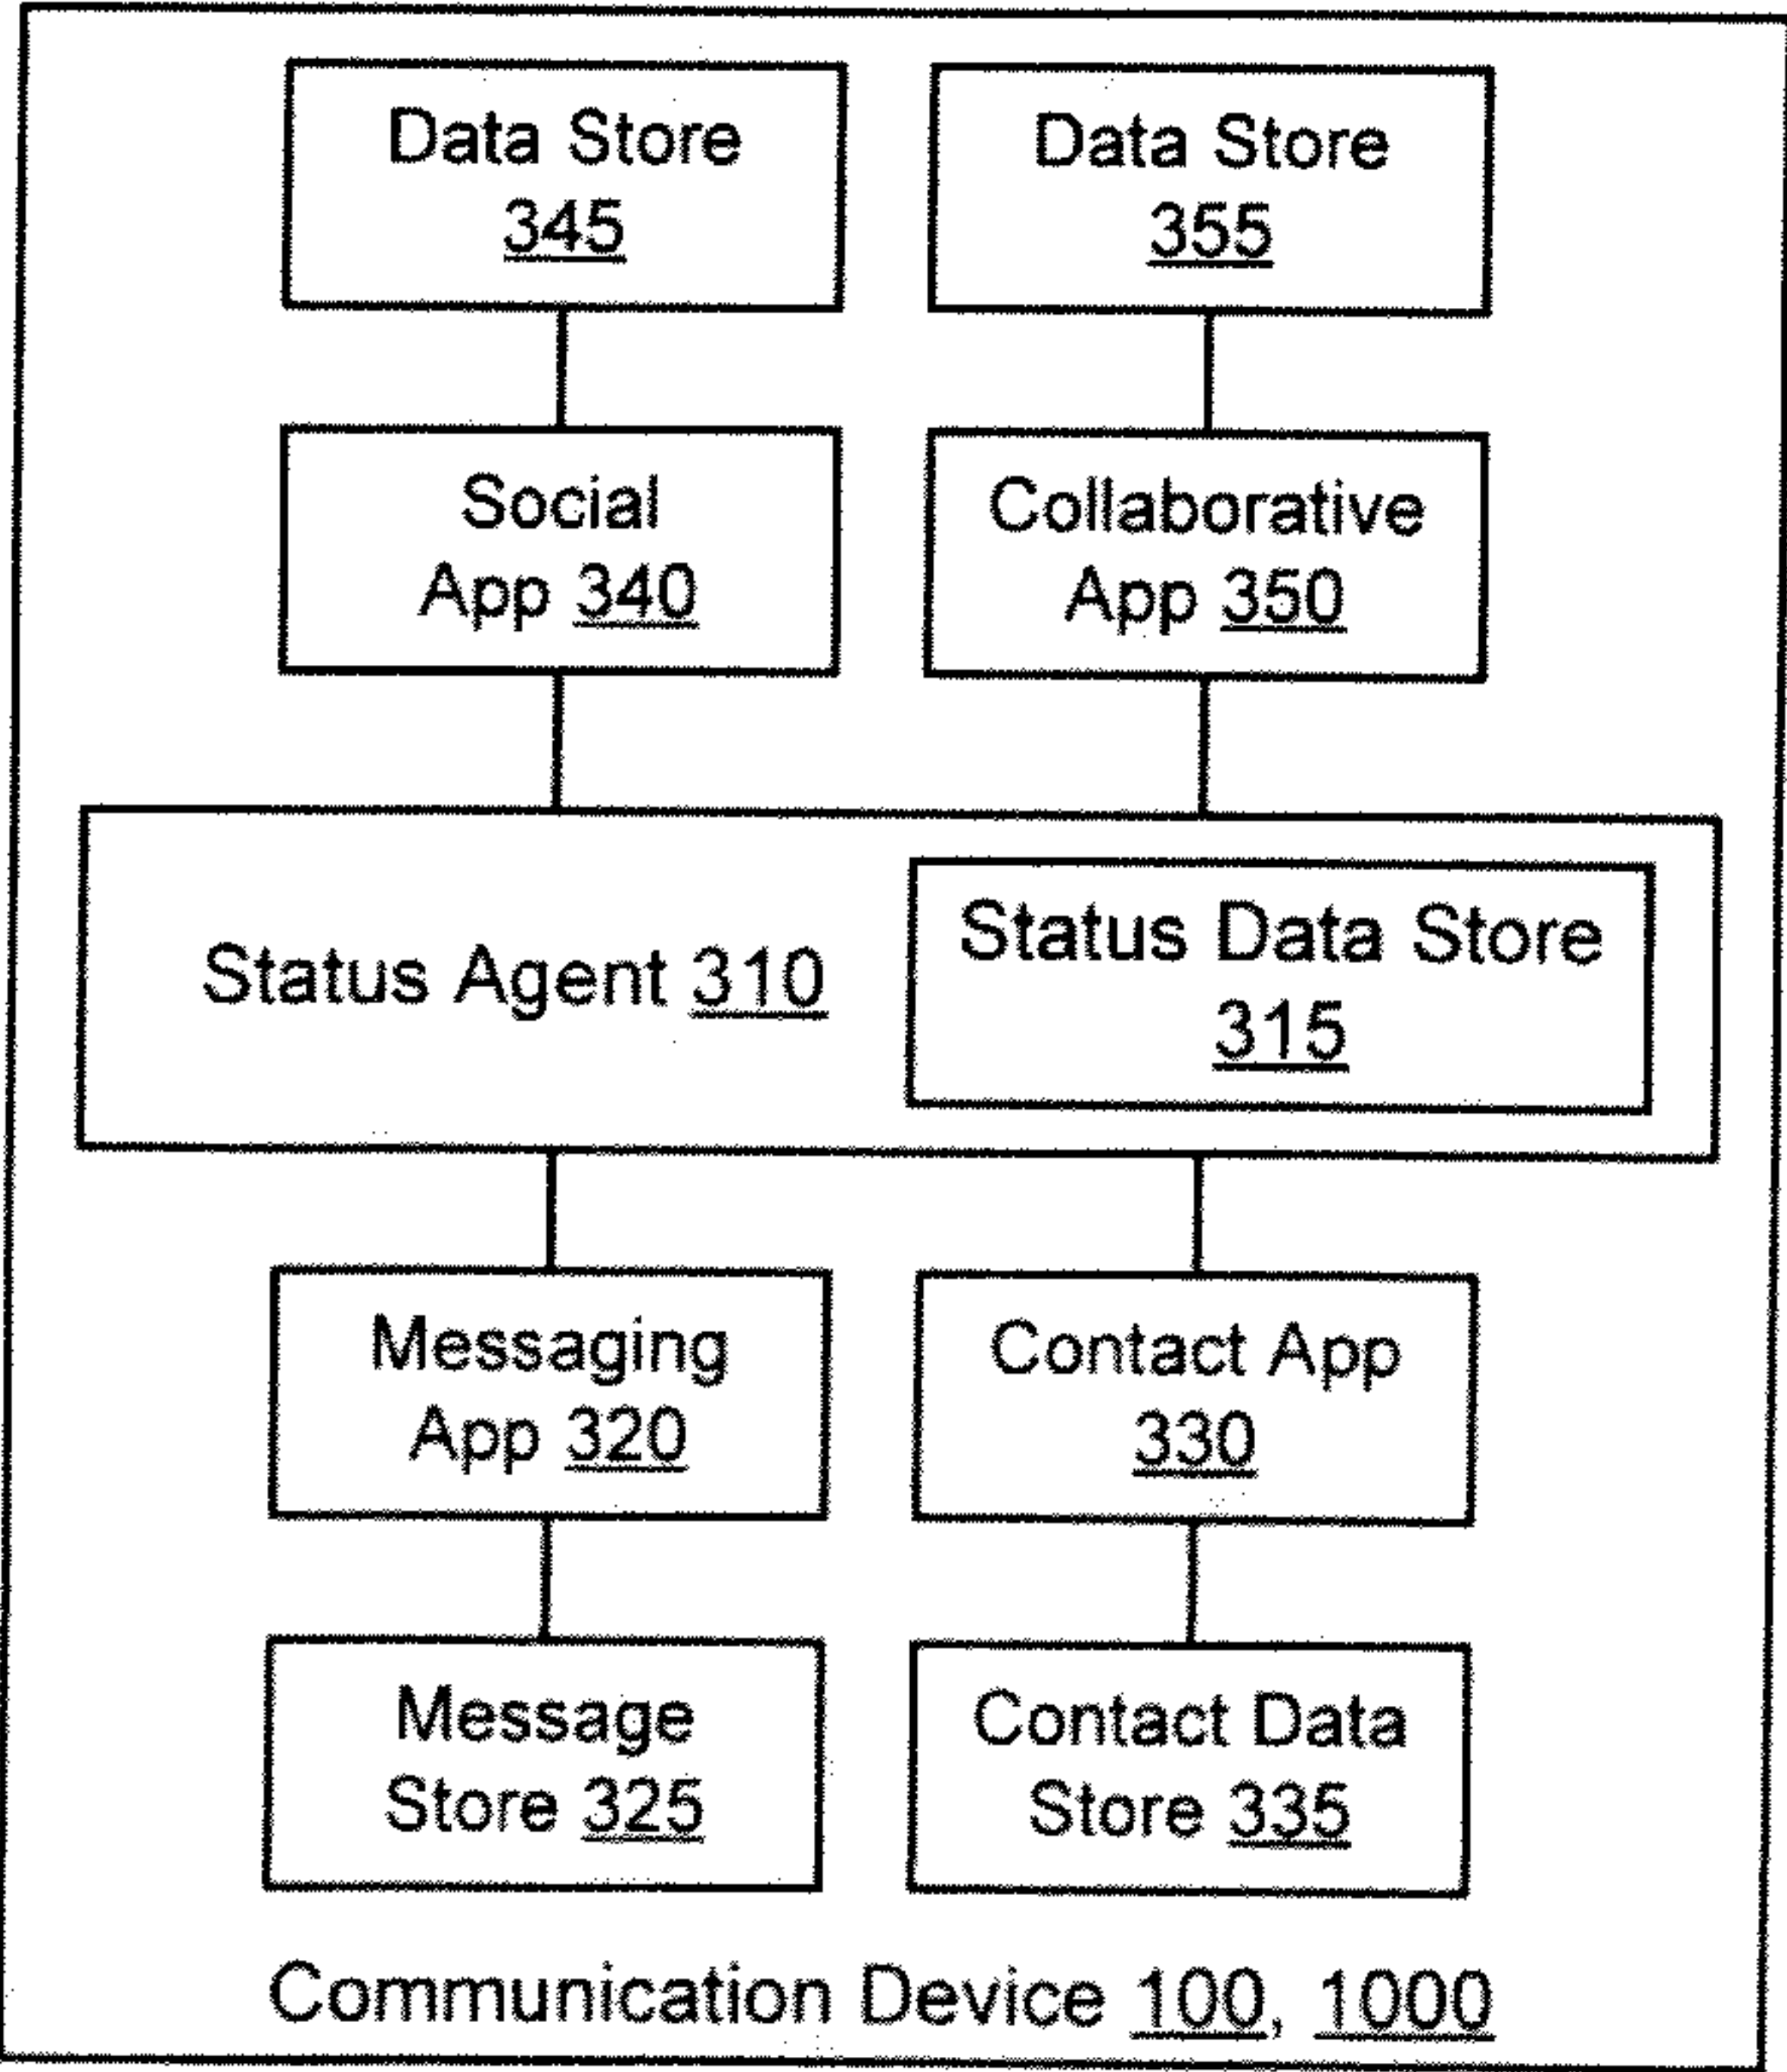 Data Store
345
Data Store
355
Social
App 340
Collaborative
App 350
Status Agent 310
Status Data Store
315
Messaging
App 320
Contact App
330
Message
Store 325
Contact Data
Store 335
Communication Device 100, 1000